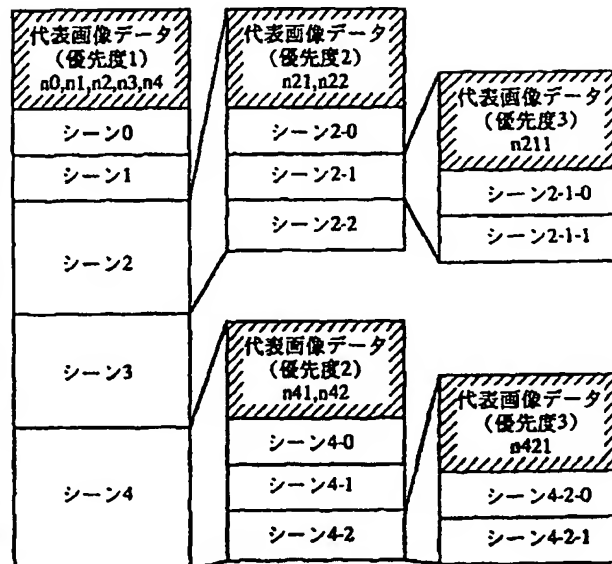 代表画像データ
(優先度1)
n0,n1,n2,n3,n4
シーン0
シーン1
シーン2
シーン3
シーン4
代表画像データ
(優先度2)
n21,n22
シーン2-0
シーン2-1
シーン2-2
代表画像データ
(優先度3)
n211
シーン2-1-0
シーン2-1-1
代表画像データ
(優先度2)
n41,n42
シーン4-0
シーン4-1
シーン4-2
代表画像データ
(優先度3)
n421
シーン4-2-0
シーン4-2-1